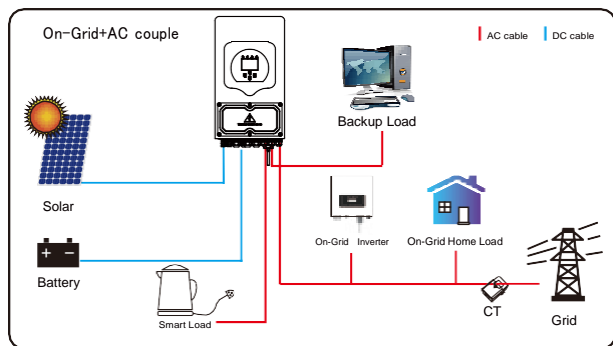 On-Grid+AC couple
AC cable
DC cable
Backup Load
Solar
On-Grid Inverter
On-Grid Home Load
Battery
Smart Load
CT
Grid